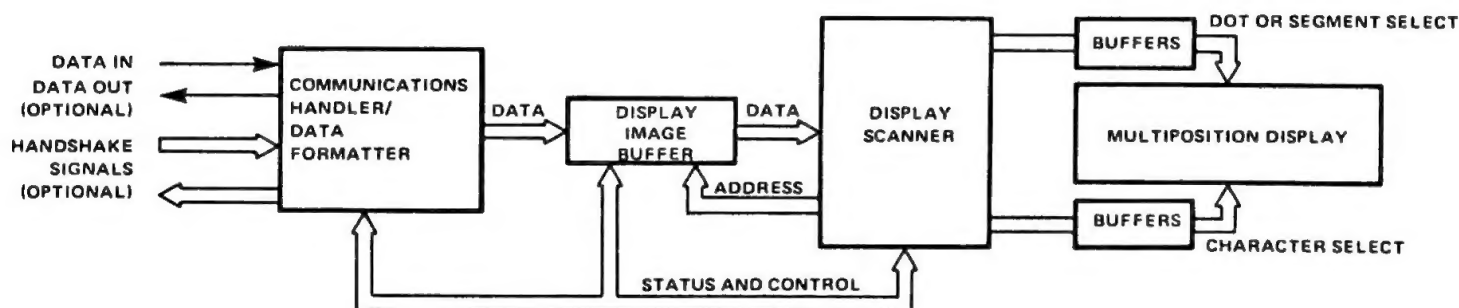 DATA IN
DATA OUT
(OPTIONAL)
HANDSHAKE
SIGNALS
(OPTIONAL)
COMMUNICATIONS
HANDLER/
DATA
FORMATTER
DATA
DISPLAY
IMAGE
BUFFER
DATA
ADDRESS
STATUS AND CONTROL
DISPLAY
SCANNER
BUFFERS
DOT OR SEGMENT SELECT
MULTIPOSITION DISPLAY
BUFFERS
CHARACTER SELECT